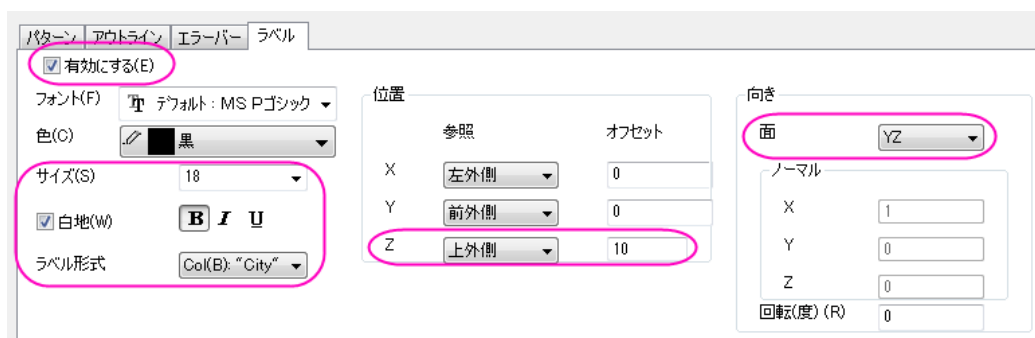 パターン アウトライン エラーバー ラベル
有効にする(E)
フォント(F) デフォルト : MS Pゴシック
色(C) 黒
サイズ(S) 18
白地(W) B I U
ラベル形式 Col(B): "City"
位置
参照 オフセット
X 左外側 0
Y 前外側 0
Z 上外側 10
向き
面 YZ
ノーマル
X 1
Y 0
Z 0
回転(度) (R) 0